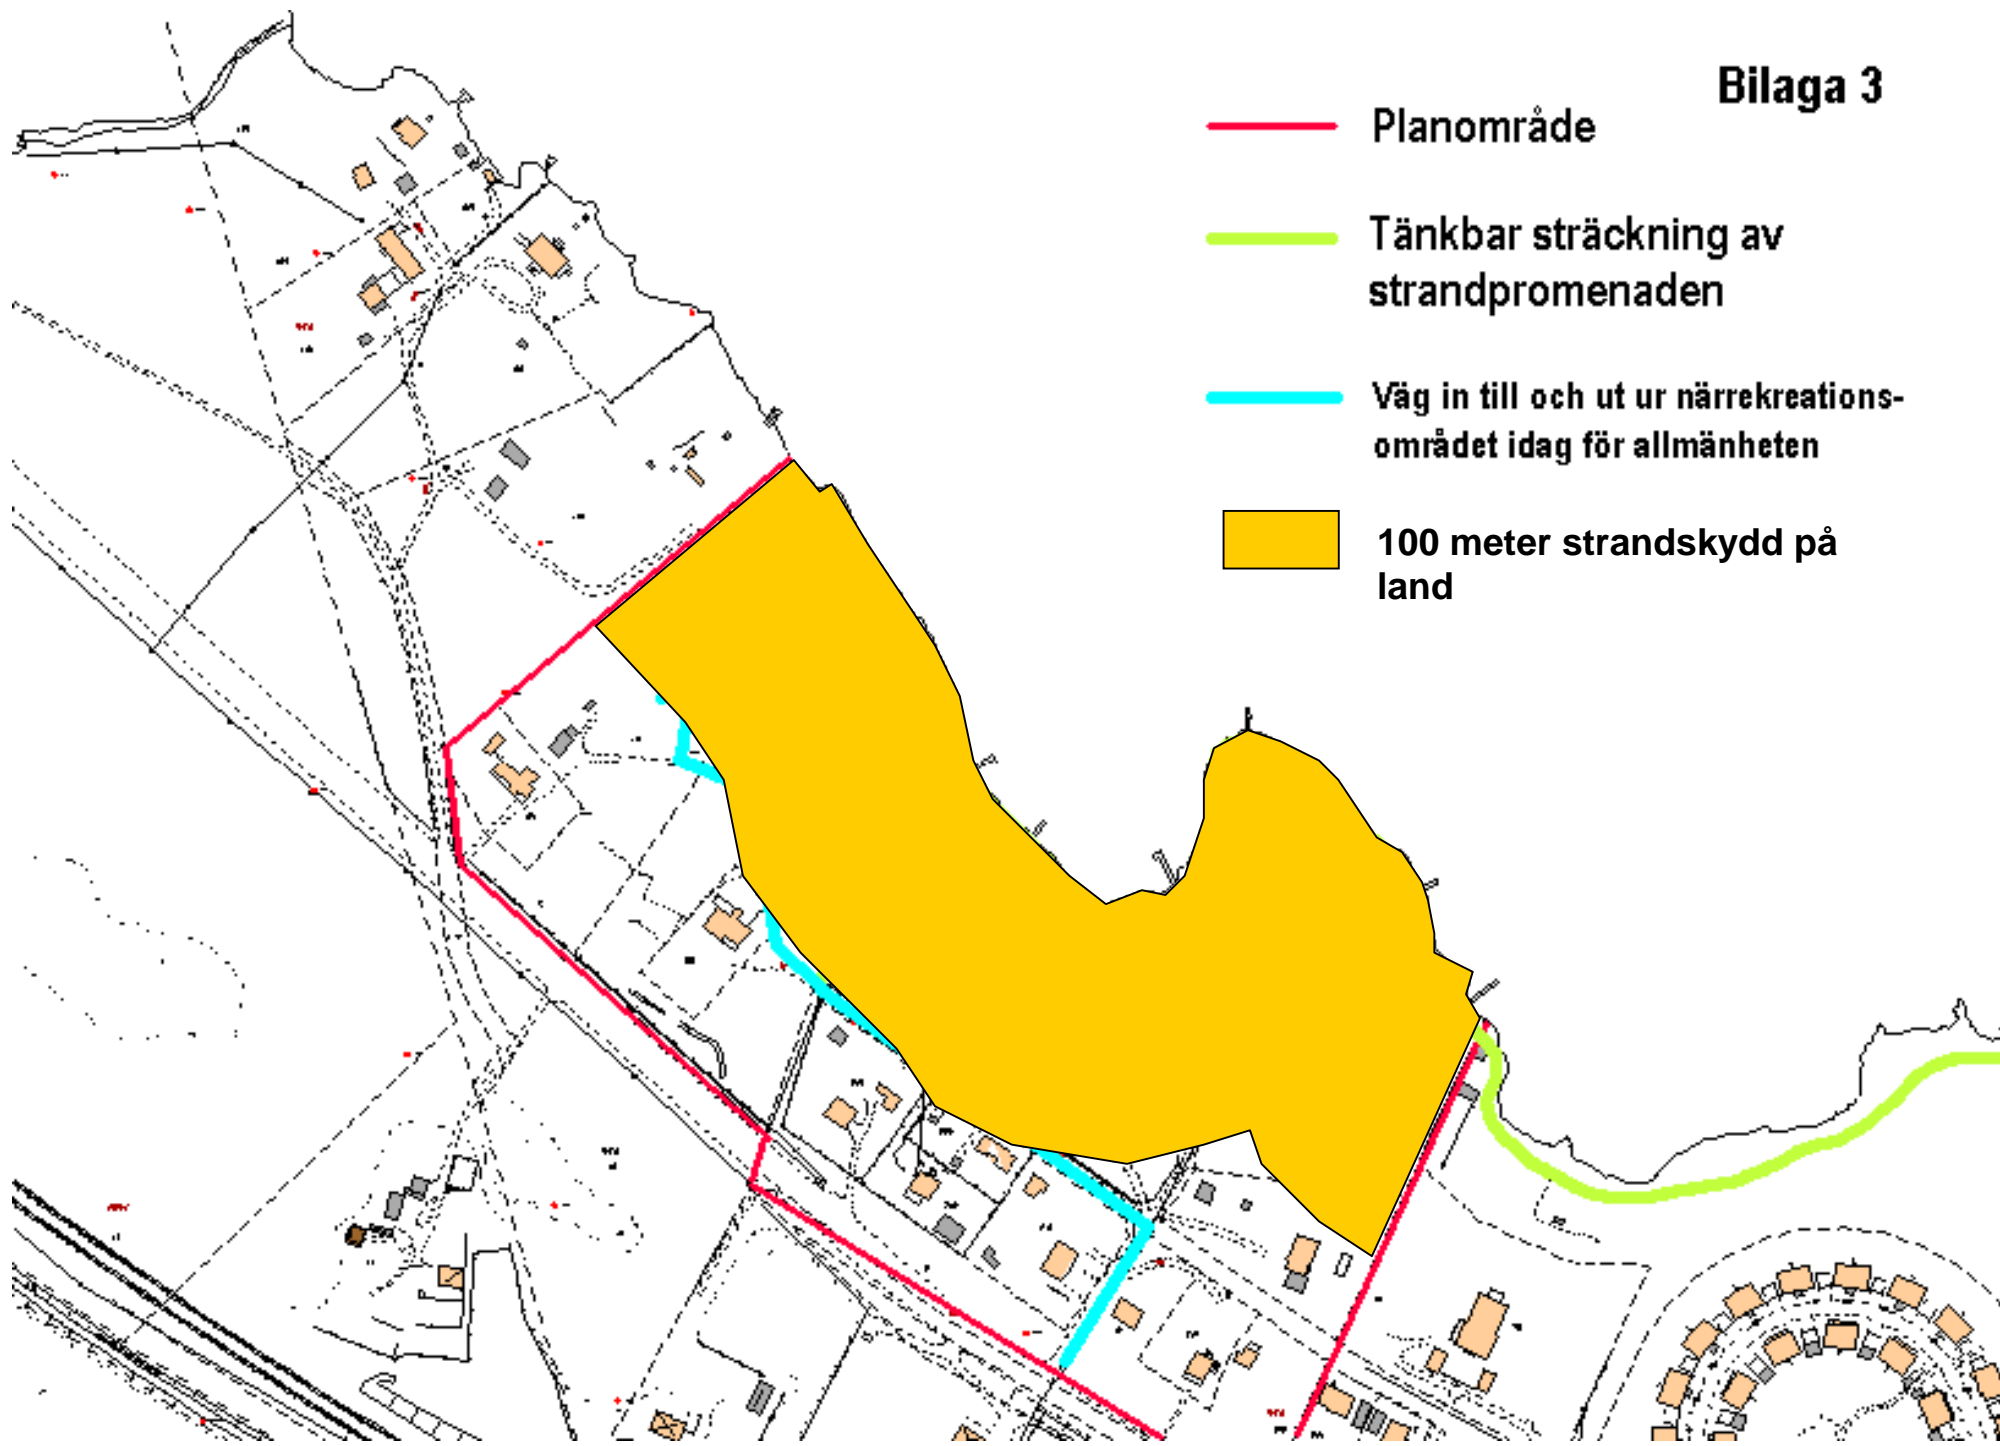 Bilaga 3
Planområde
Tänkbar sträckning av
strandpromenaden
Väg in till och ut ur närrekreations-
området idag för allmänheten
100 meter strandskydd på
land